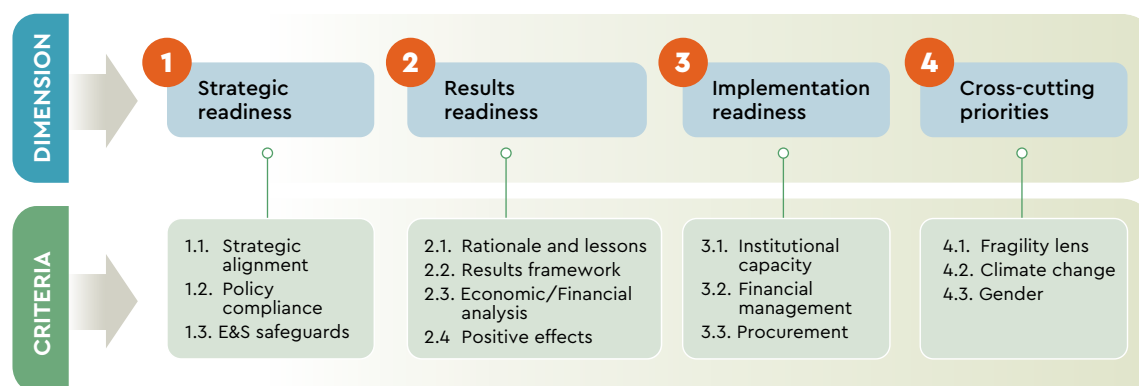 DIMENSION
1
Strategic
readiness
2
Results
readiness
3
Implementation
readiness
4
Cross-cutting
priorities
CRITERIA
1.1. Strategic
alignment
1.2. Policy
compliance
1.3. E&S safeguards
2.1. Rationale and lessons
2.2. Results framework
2.3. Economic/Financial
analysis
2.4 Positive effects
3.1. Institutional
capacity
3.2. Financial
management
3.3. Procurement
4.1. Fragility lens
4.2. Climate change
4.3. Gender